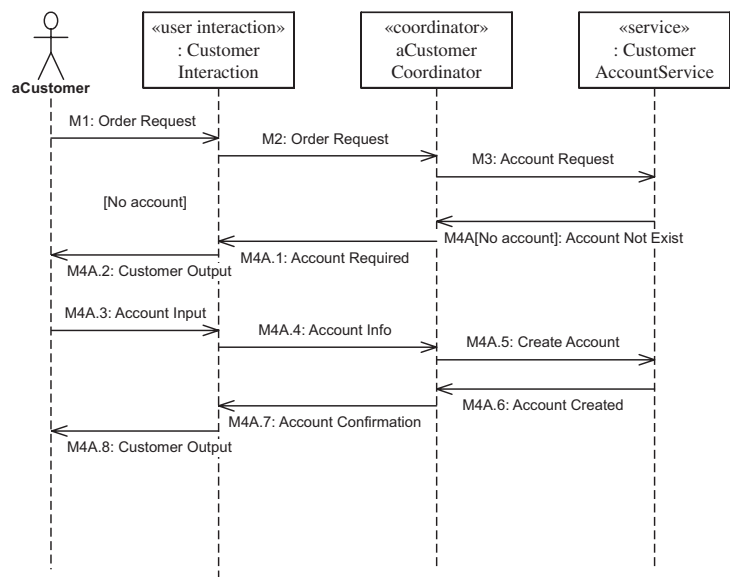 «user interaction»
: Customer
Interaction
«coordinator»
aCustomer
Coordinator
«service»
: Customer
AccountService
aCustomer
M1: Order Request
M2: Order Request
M3: Account Request
[No account]
M4A[No account]: Account Not Exist
M4A.1: Account Required
M4A.2: Customer Output
M4A.3: Account Input
M4A.4: Account Info
M4A.5: Create Account
M4A.6: Account Created
M4A.7: Account Confirmation
M4A.8: Customer Output